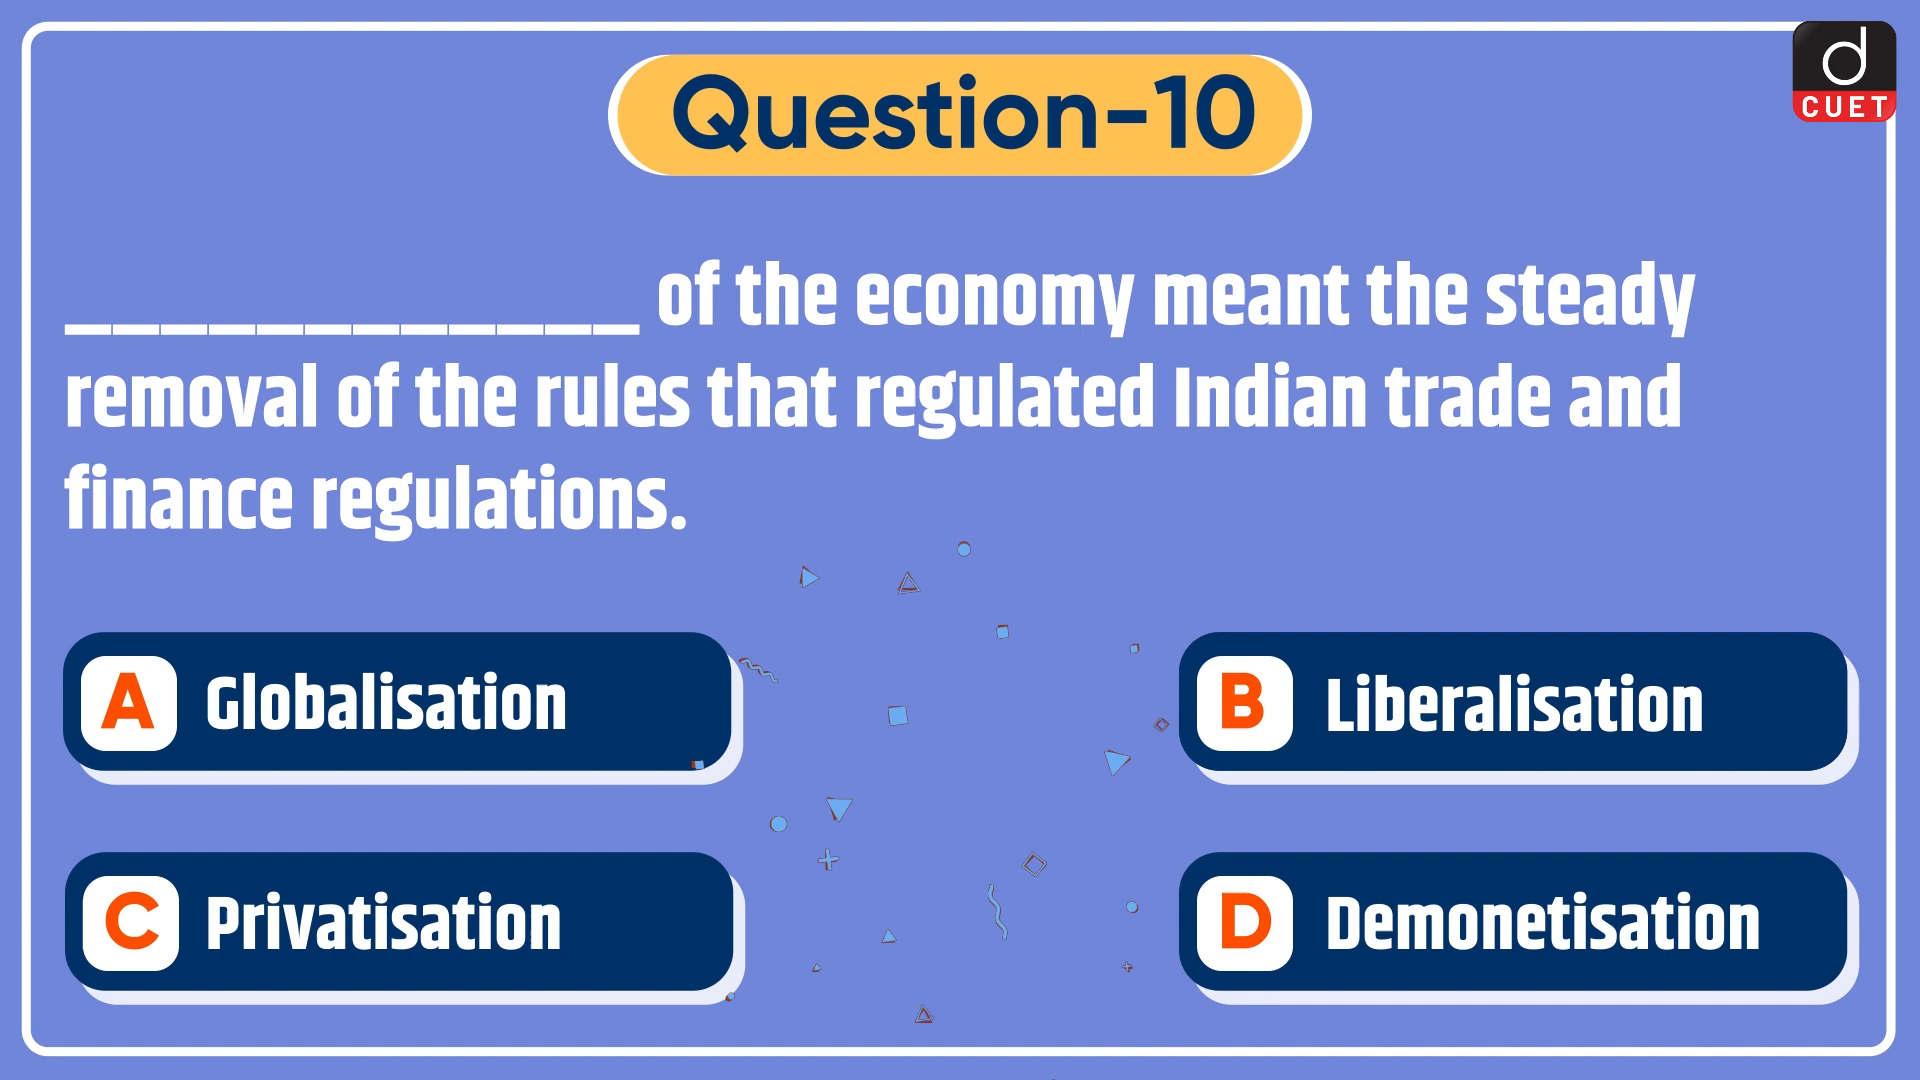 d
CUET
Question-10
____________ of the economy meant the steady
removal of the rules that regulated Indian trade and
finance regulations.
A Globalisation
B Liberalisation
C Privatisation
D Demonetisation